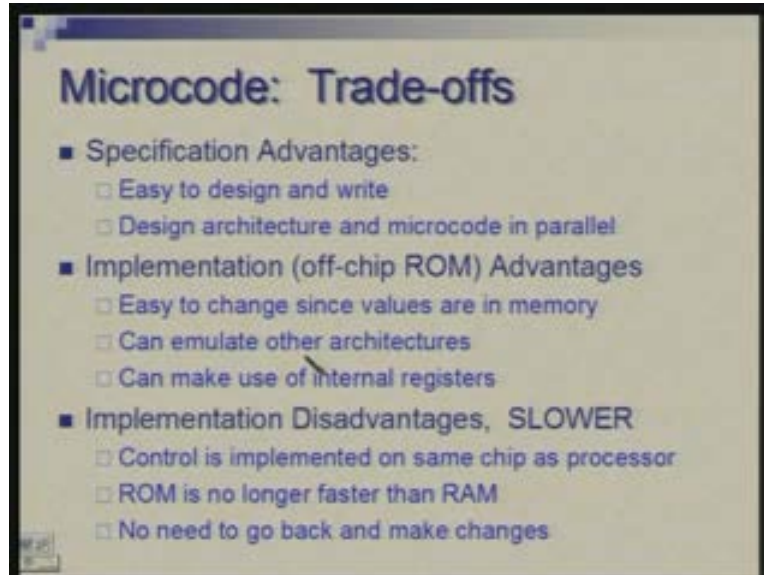 Microcode: Trade-offs
Specification Advantages:
Easy to design and write
Design architecture and microcode in parallel
Implementation (off-chip ROM) Advantages
Easy to change since values are in memory
Can emulate other architectures
Can make use of internal registers
Implementation Disadvantages, SLOWER
Control is implemented on same chip as processor
ROM is no longer faster than RAM
No need to go back and make changes